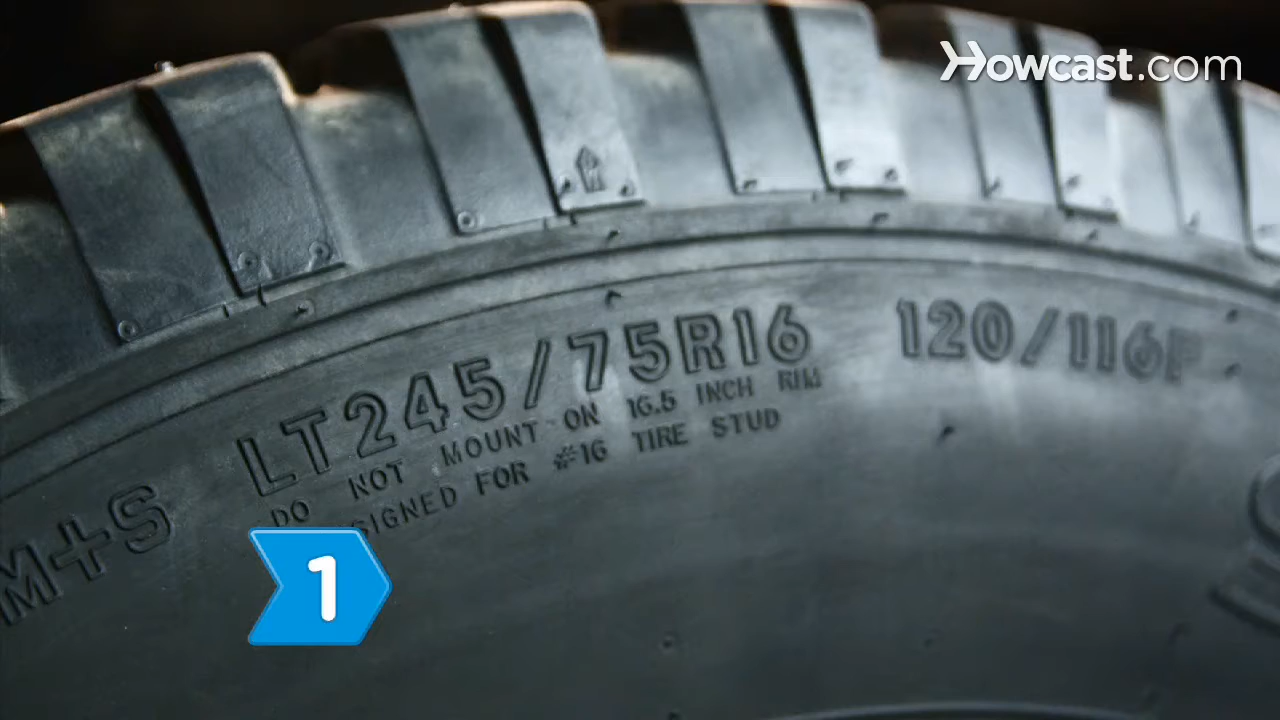 Howcast.com
LT245/75R16 120/116
DO NOT MOUNT ON 16.5 INCH RIM
SIGNED FOR #16 TIRE STUD
M+S
1